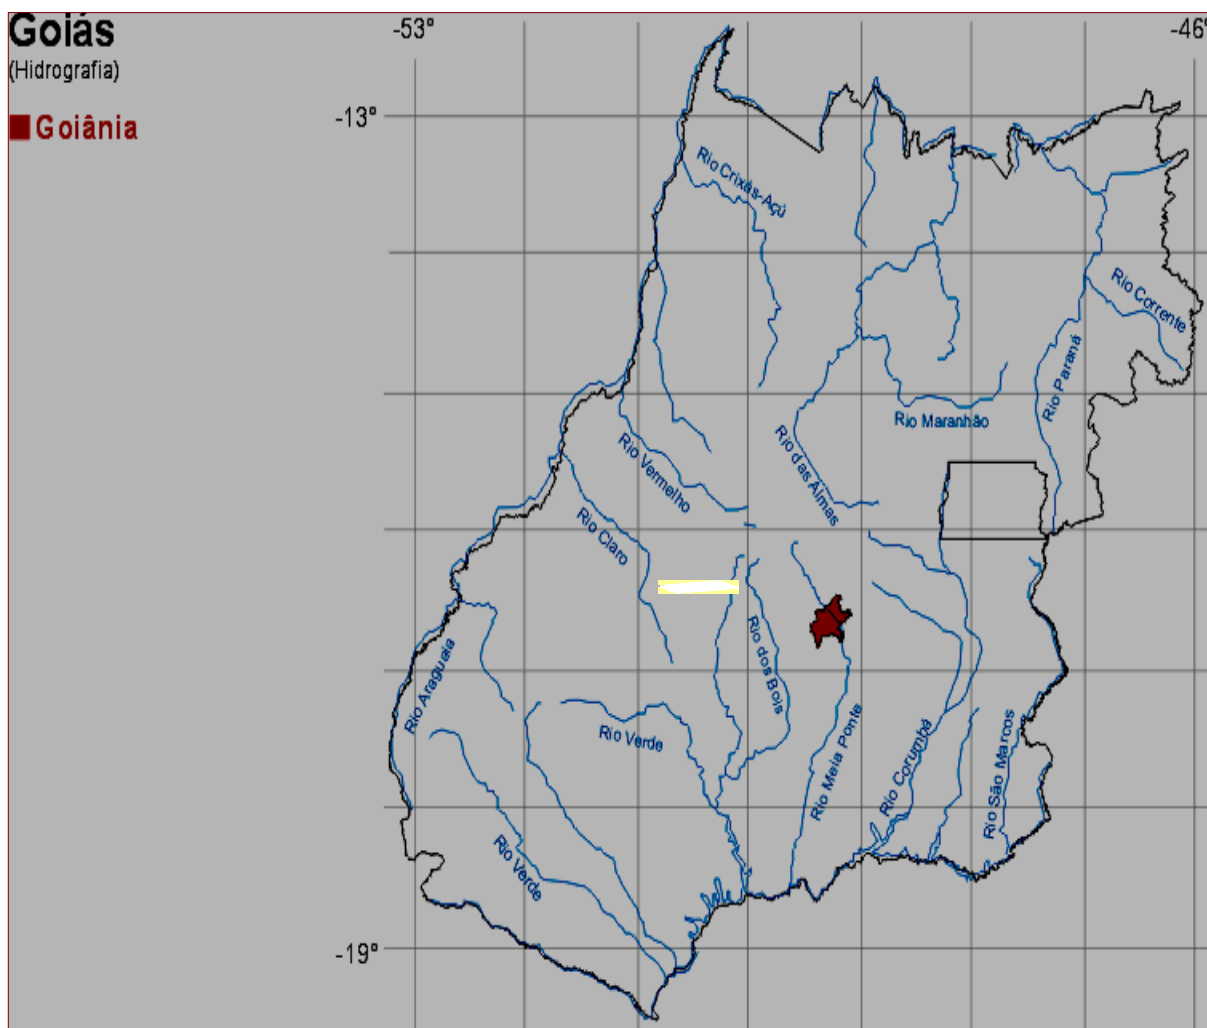 Goiás
-53°
-46°
(Hidrografia)
-13°
Goiânia
Rio Crixás-Açú
Rio Corrente
Rio Paraná
Rio Maranhão
Rio das Almas
Rio Vermelho
Rio Claro
Rio dos Bois
Rio Araguaia
Rio Verde
Rio Meia Ponte
Rio Corumbá
Rio São Marcos
Rio Verde
-19°